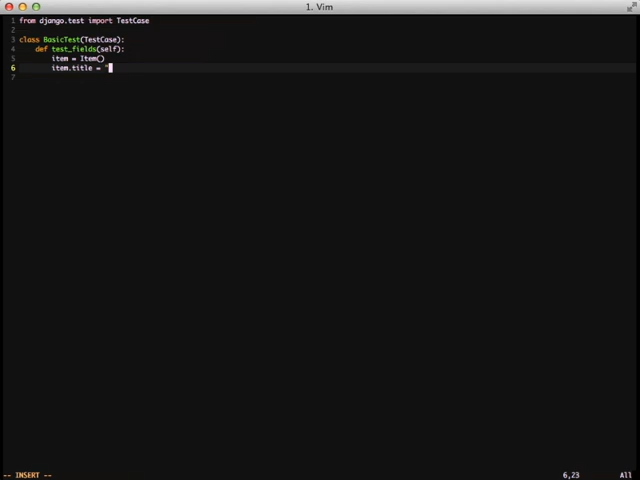 1. Vim
1 from django.test import TestCase
2
3 class BasicTest(TestCase):
4     def test_fields(self):
5         item = Item()
6         item.title = "
7
-- INSERT --
6,23
All